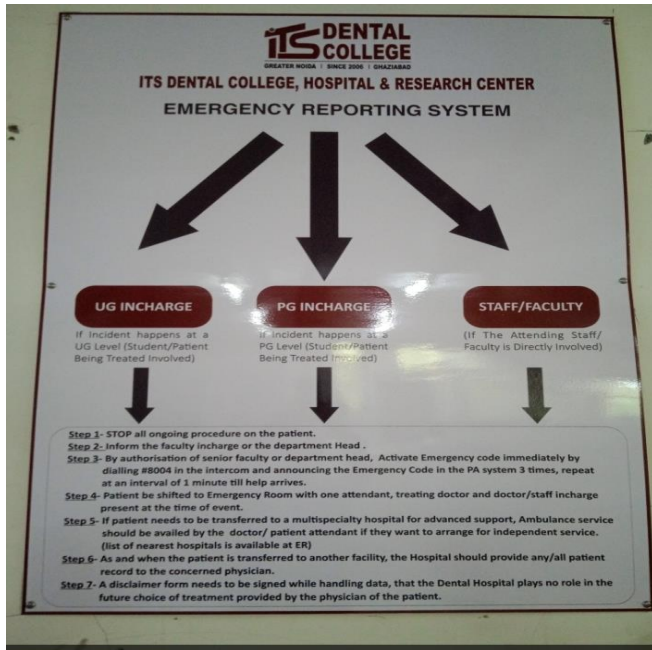 iTS DENTAL COLLEGE
GREATER NOIDA | SINCE 2006 | GHAZIABAD
ITS DENTAL COLLEGE, HOSPITAL & RESEARCH CENTER
EMERGENCY REPORTING SYSTEM
UG INCHARGE
If Incident happens at a
UG Level (Student/Patient
Being Treated Involved)
PG INCHARGE
If Incident happens at a
PG Level (Student/Patient
Being Treated Involved)
STAFF/FACULTY
(If The Attending Staff/
Faculty is Directly Involved)
Step 1- STOP all ongoing procedure on the patient.
Step 2- Inform the faculty incharge or the department Head .
Step 3- By authorisation of senior faculty or department head, Activate Emergency code immediately by
dialling #8004 in the intercom and announcing the Emergency Code in the PA system 3 times, repeat
at an interval of 1 minute till help arrives.
Step 4- Patient be shifted to Emergency Room with one attendant, treating doctor and doctor/staff incharge
present at the time of event.
Step 5- If patient needs to be transferred to a multispecialty hospital for advanced support, Ambulance service
should be availed by the doctor/ patient attendant if they want to arrange for independent service.
(list of nearest hospitals is available at ER)
Step 6- As and when the patient is transferred to another facility, the Hospital should provide any/all patient
record to the concerned physician.
Step 7- A disclaimer form needs to be signed while handling data, that the Dental Hospital plays no role in the
future choice of treatment provided by the physician of the patient.